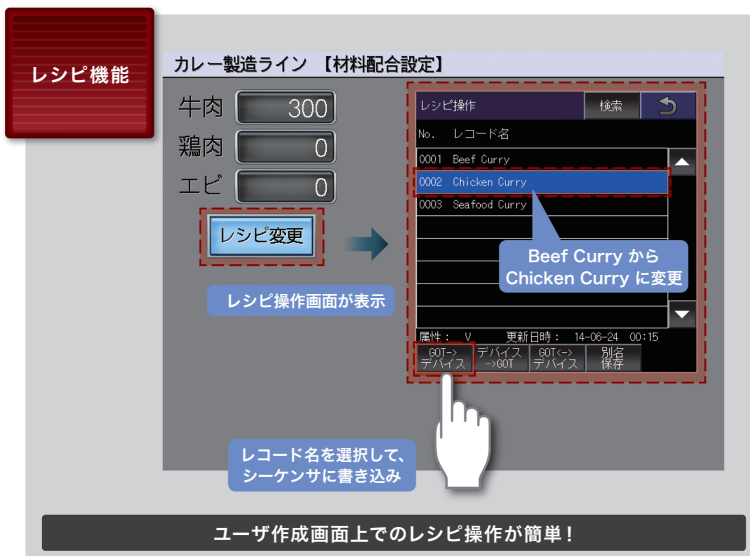 レシピ機能
カレー製造ライン 【材料配合設定】
牛肉 300
鶏肉 0
エビ 0
レシピ変更
レシピ操作画面が表示
レシピ操作 検索
No. レコード名
0001 Beef Curry
0002 Chicken Curry
0003 Seafood Curry
Beef Curry から
Chicken Curry に変更
属性： V 更新日時： 14-06-24 00:15
GOT->
デバイス
デバイス
->GOT
GOT<->
デバイス
別名
保存
レコード名を選択して、
シーケンサに書き込み
ユーザ作成画面上でのレシピ操作が簡単！